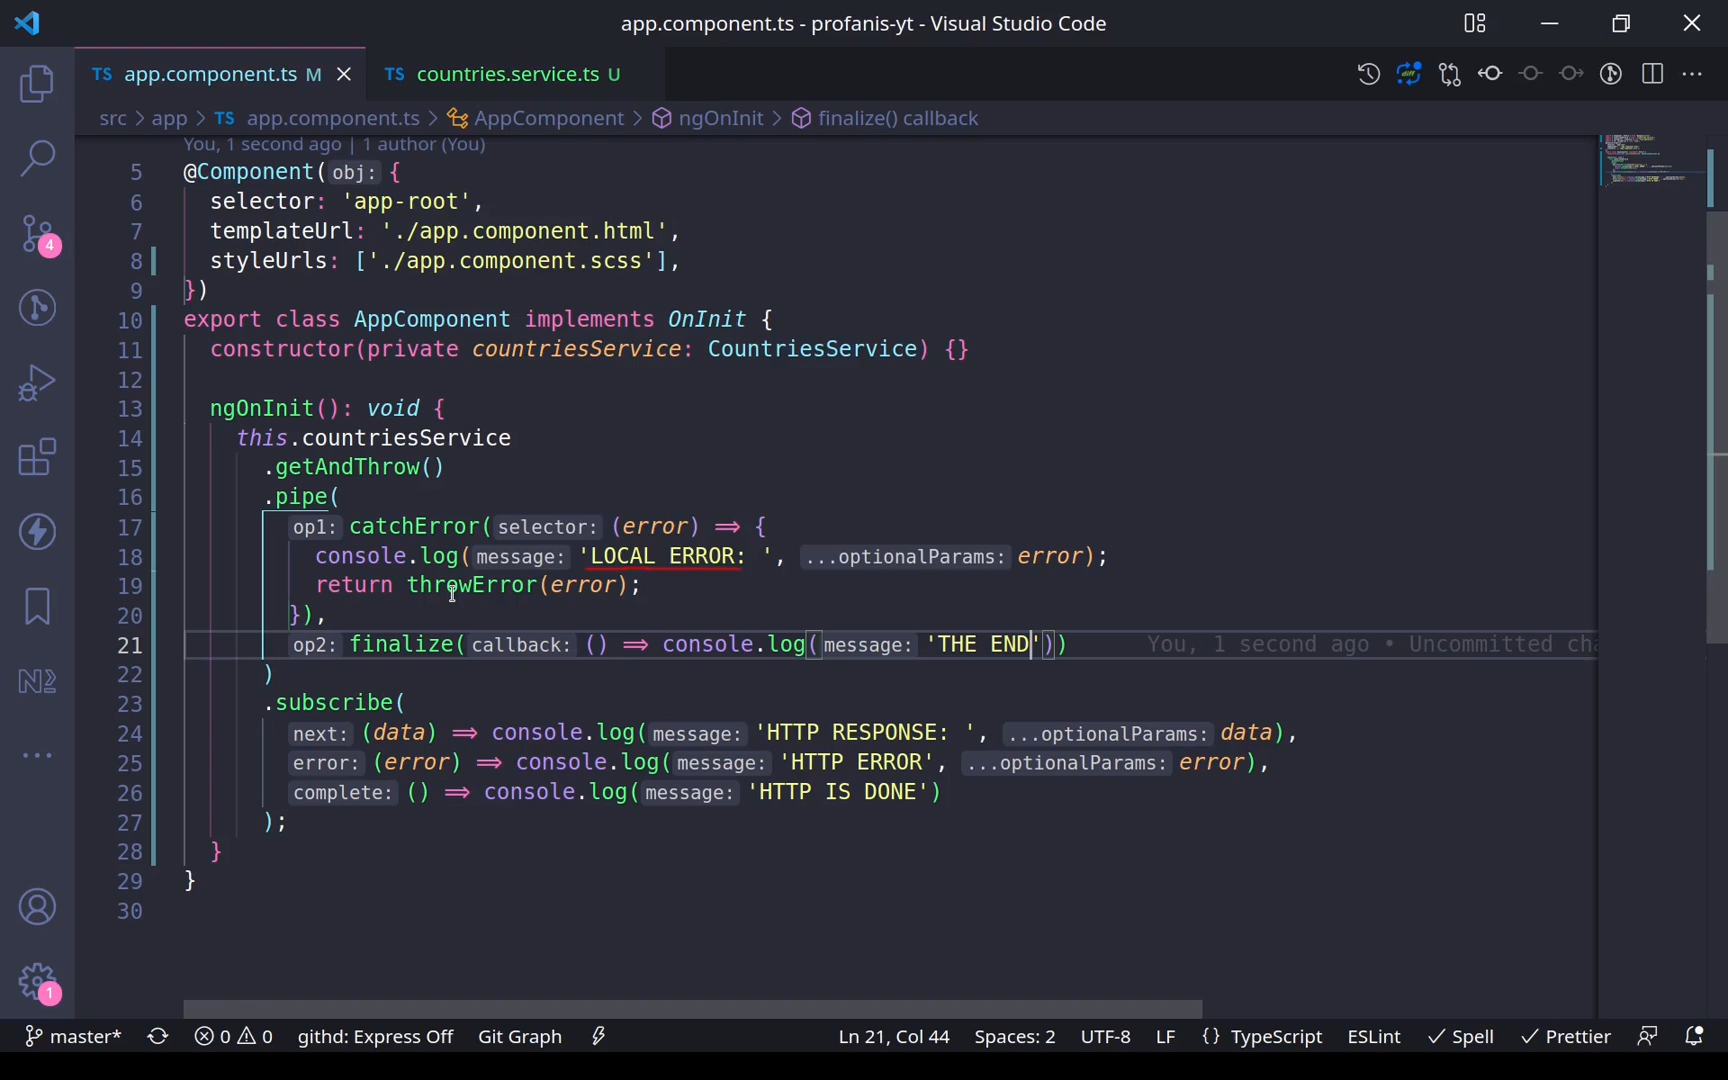 app.component.ts - profanis-yt - Visual Studio Code
TS app.component.ts M
TS countries.service.ts U
src > app > TS app.component.ts > AppComponent > ngOnInit > finalize() callback
You, 1 second ago | 1 author (You)
5 @Component( obj: {
6 selector: 'app-root',
7 templateUrl: './app.component.html',
8 styleUrls: ['./app.component.scss'],
9 })
10 export class AppComponent implements OnInit {
11 constructor(private countriesService: CountriesService) {}
12
13 ngOnInit(): void {
14 this.countriesService
15 .getAndThrow()
16 .pipe(
17 op1: catchError( selector: (error) => {
18 console.log( message: 'LOCAL ERROR: ', ...optionalParams: error);
19 return throwError(error);
20 }),
21 op2: finalize( callback: () => console.log( message: 'THE END')) You, 1 second ago • Uncommitted cha
22 )
23 .subscribe(
24 next: (data) => console.log( message: 'HTTP RESPONSE: ', ...optionalParams: data),
25 error: (error) => console.log( message: 'HTTP ERROR', ...optionalParams: error),
26 complete: () => console.log( message: 'HTTP IS DONE')
27 );
28 }
29 }
30
4
1
diff
master* 0 0 githd: Express Off Git Graph Ln 21, Col 44 Spaces: 2 UTF-8 LF {} TypeScript ESLint Spell Prettier